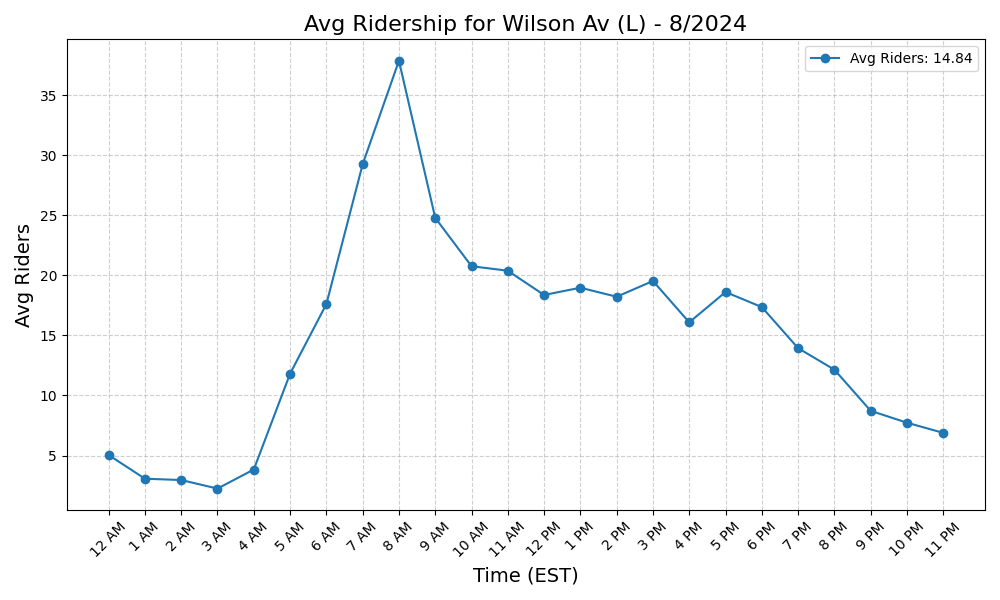 Avg Ridership for Wilson Av (L) - 8/2024
Avg Riders: 14.84
Avg Riders
35
30
25
20
15
10
5
12 AM
1 AM
2 AM
3 AM
4 AM
5 AM
6 AM
7 AM
8 AM
9 AM
10 AM
11 AM
12 PM
1 PM
2 PM
3 PM
4 PM
5 PM
6 PM
7 PM
8 PM
9 PM
10 PM
11 PM
Time (EST)